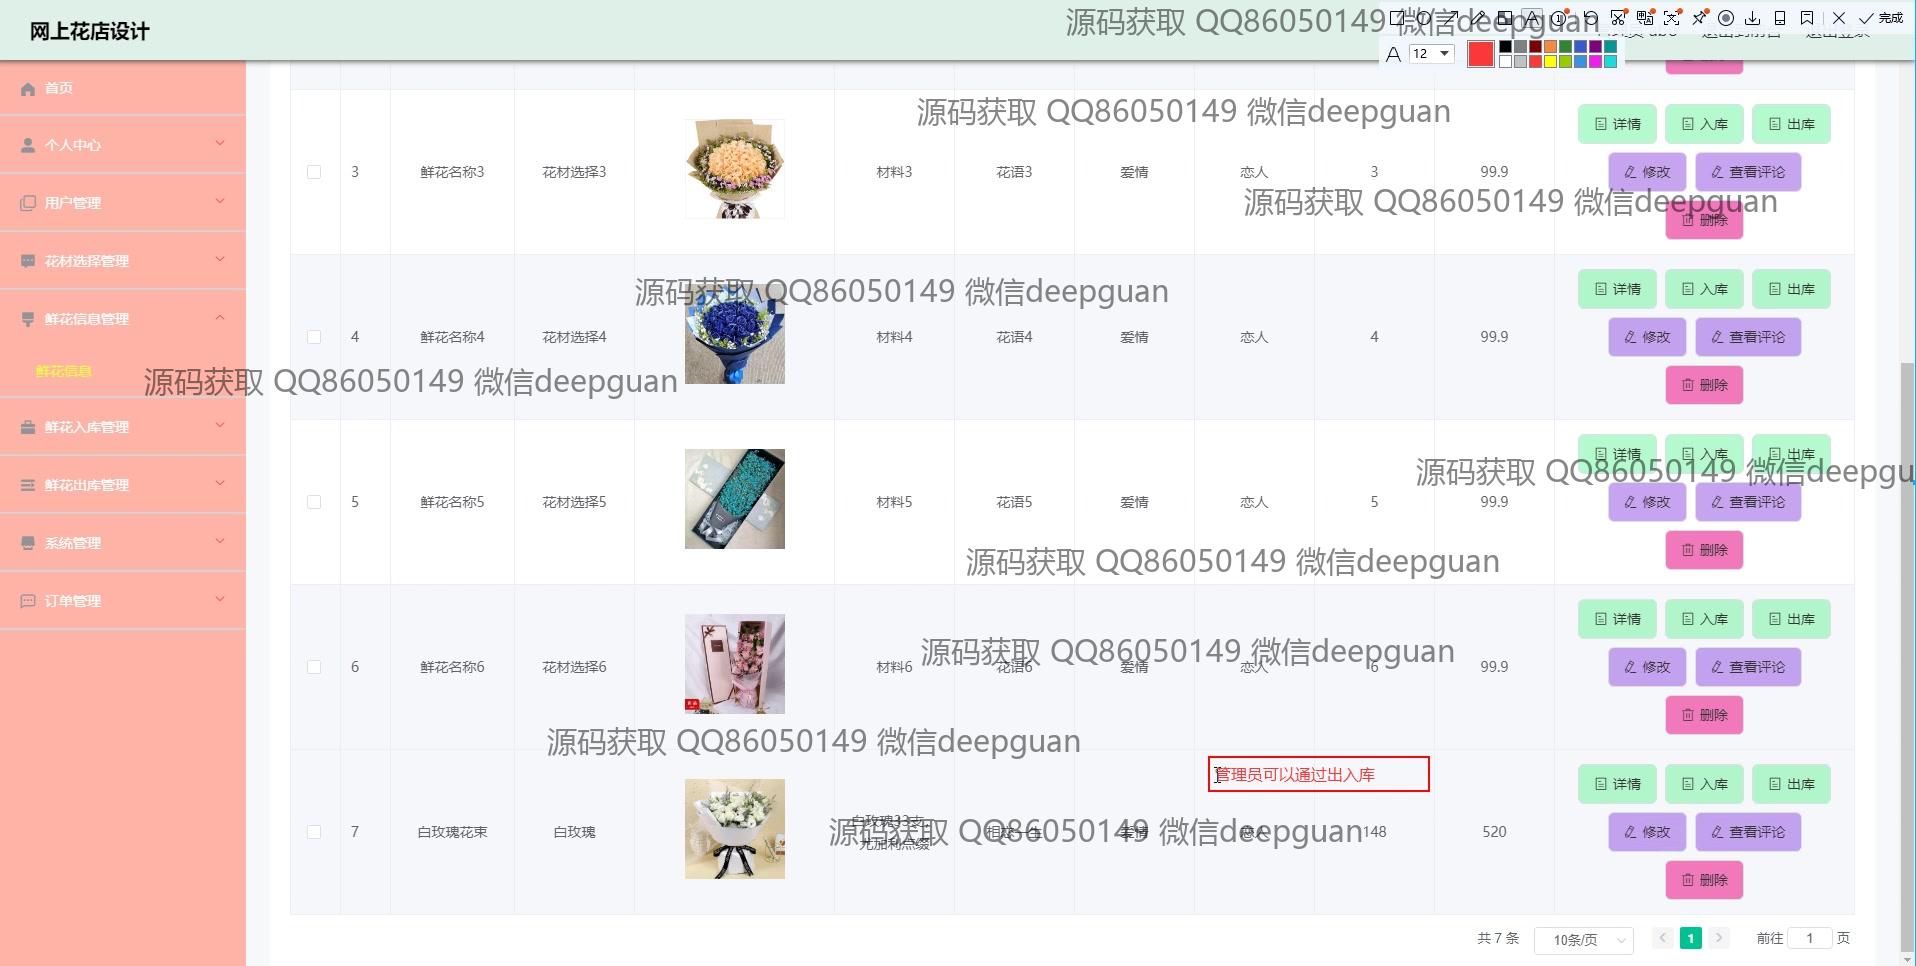 网上花店设计
源码获取 QQ86050149 微信deepguan
完成
A 12
首页
个人中心
用户管理
花材选择管理
鲜花信息管理
鲜花信息
鲜花入库管理
鲜花出库管理
系统管理
订单管理
源码获取 QQ86050149 微信deepguan
3 鲜花名称3 花材选择3 材料3 花语3 爱情 恋人 3 99.9
详情 入库 出库
修改 查看评论
删除
源码获取 QQ86050149 微信deepguan
源码获取 QQ86050149 微信deepguan
4 鲜花名称4 花材选择4 材料4 花语4 爱情 恋人 4 99.9
详情 入库 出库
修改 查看评论
删除
源码获取 QQ86050149 微信deepguan
5 鲜花名称5 花材选择5 材料5 花语5 爱情 恋人 5 99.9
详情 入库 出库
修改 查看评论
删除
源码获取 QQ86050149 微信deepgu
源码获取 QQ86050149 微信deepguan
6 鲜花名称6 花材选择6 材料6 花语6 爱情 恋人 6 99.9
详情 入库 出库
修改 查看评论
删除
源码获取 QQ86050149 微信deepguan
源码获取 QQ86050149 微信deepguan
管理员可以通过出入库
7 白玫瑰花束 白玫瑰 爱情 恋人 148 520
详情 入库 出库
修改 查看评论
删除
源码获取 QQ86050149 微信deepguan
共 7 条 10条/页 1 前往 1 页